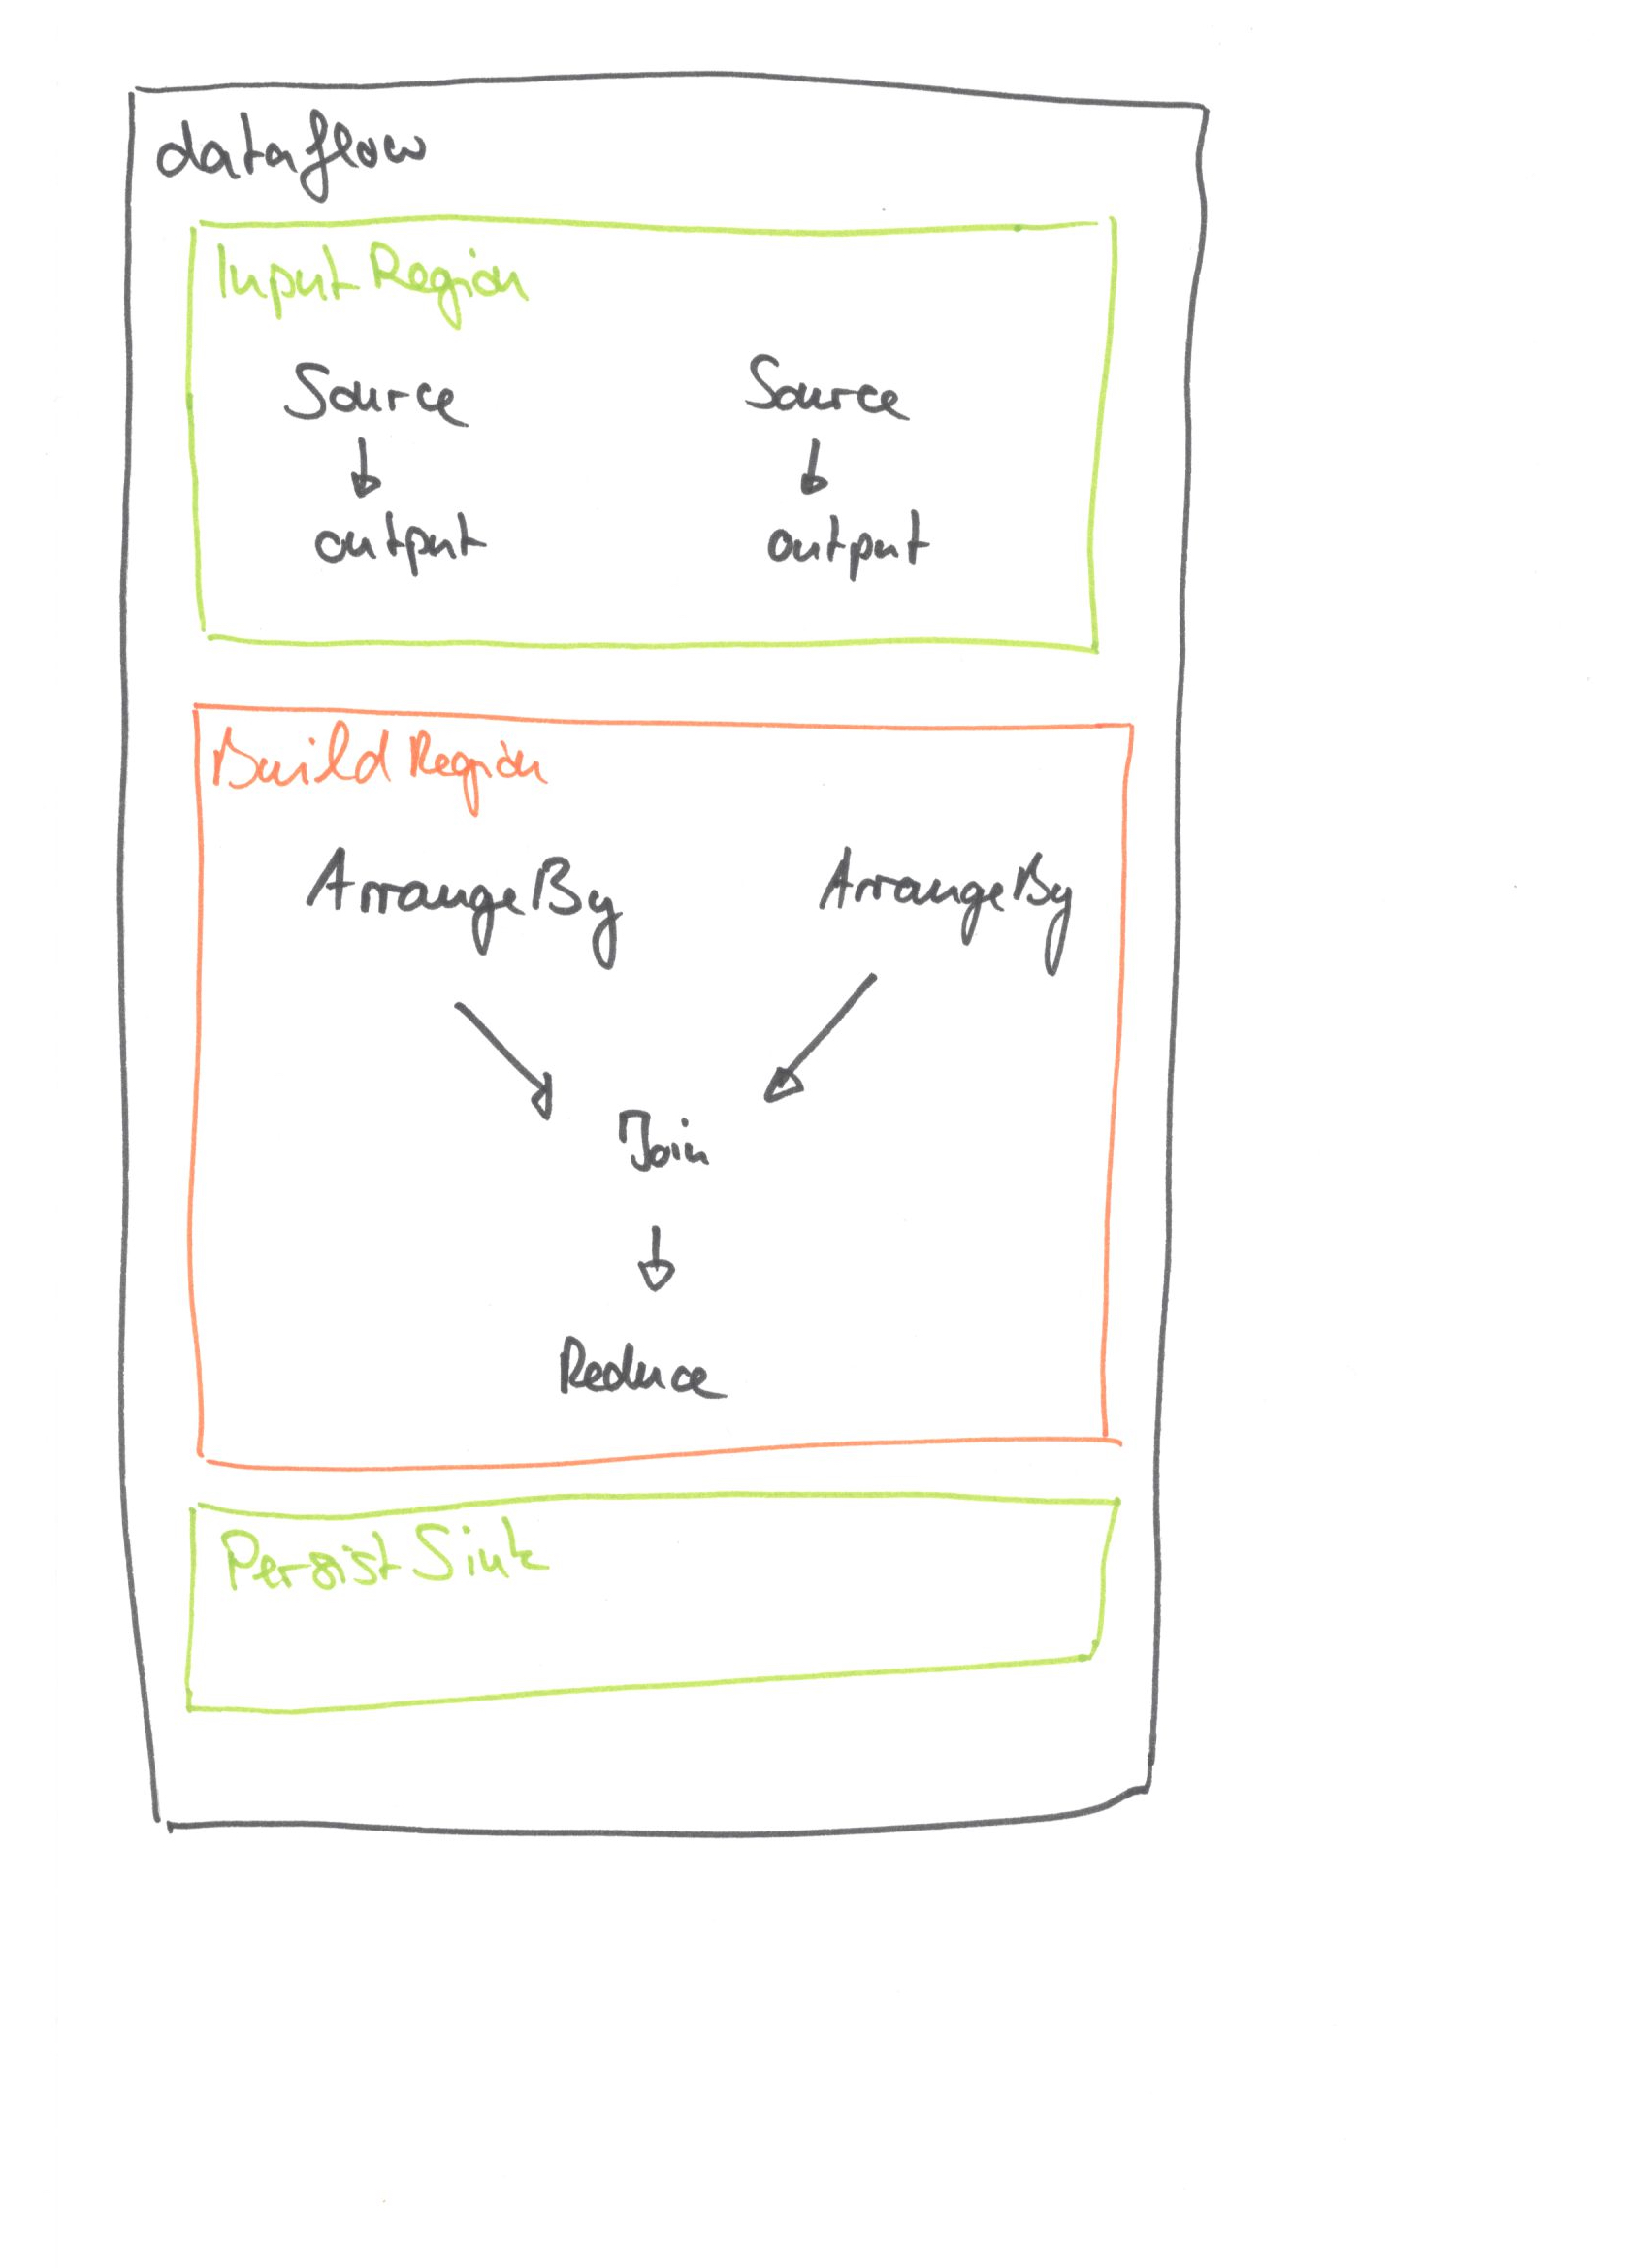 dataflow
Input Region
Source Source
output output
Build Region
ArrangeBy ArrangeBy
Join
Reduce
Persist Sink